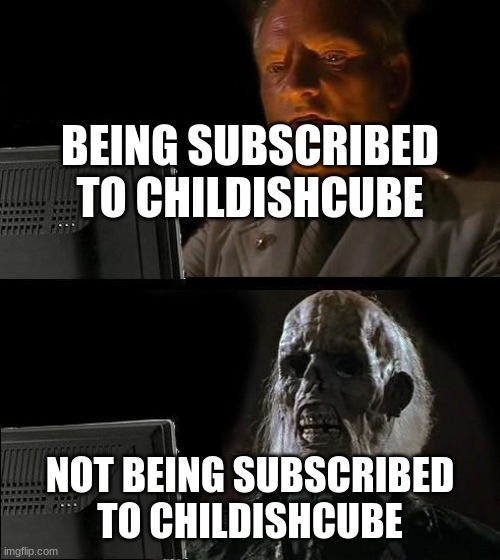 BEING SUBSCRIBED
TO CHILDISHCUBE
NOT BEING SUBSCRIBED
TO CHILDISHCUBE
imgflip.com